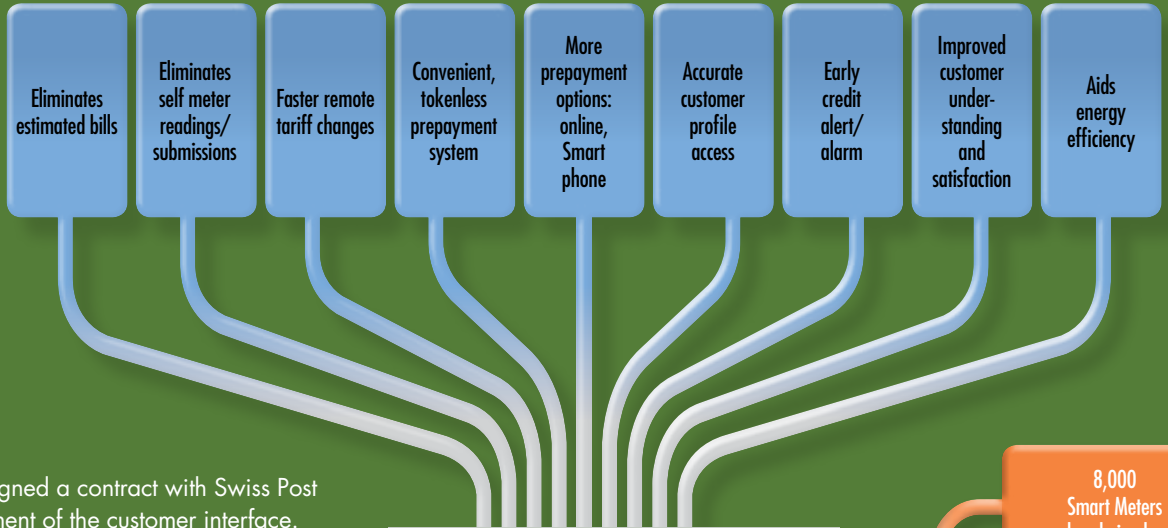 Eliminates
estimated bills
Eliminates
self meter
readings/
submissions
Faster remote
tariff changes
Convenient,
tokenless
prepayment
system
More
prepayment
options:
online,
Smart
phone
Accurate
customer
profile
access
Early
credit
alert/
alarm
Improved
customer
under-
standing
and
satisfaction
Aids
energy
efficiency
a contract with Swiss Post
of the customer interface.
8,000
Smart Meters